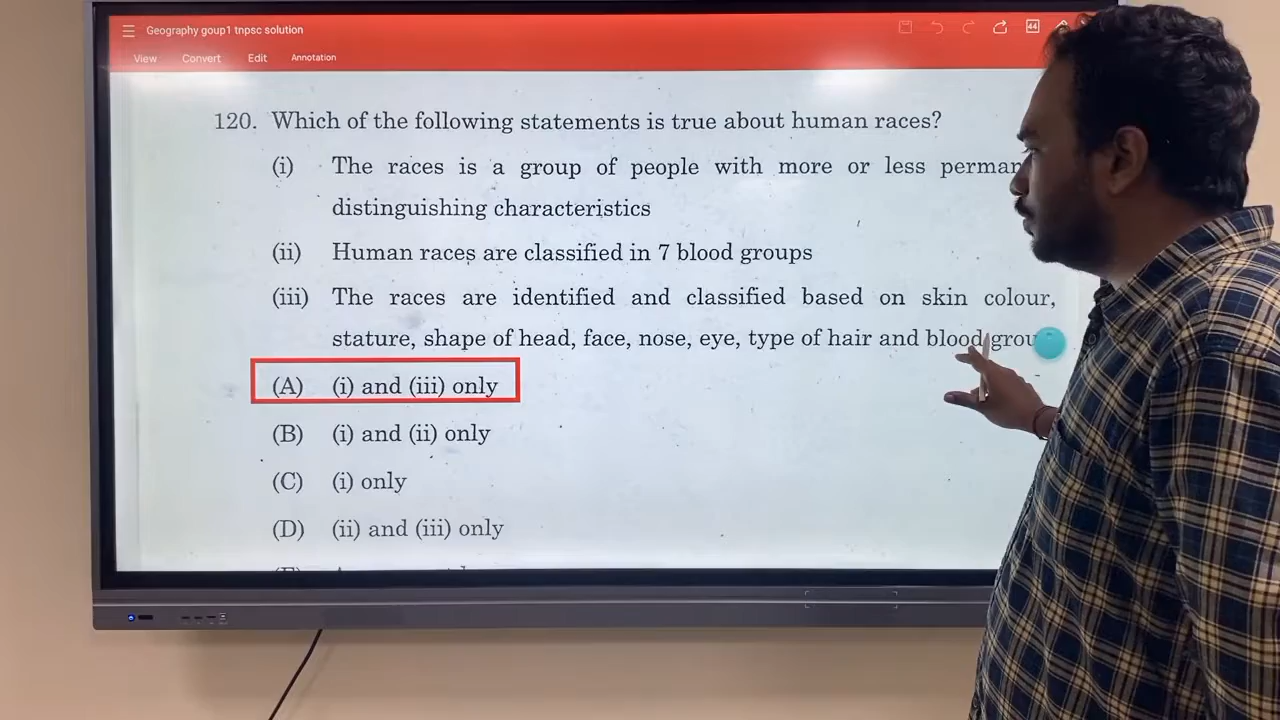 Geography goup1 tnpsc solution
44
View Convert Edit Annotation
120. Which of the following statements is true about human races?
(i) The races is a group of people with more or less
distinguishing characteristics
(ii) Human races are classified in 7 blood groups
(iii) The races are identified and classified based on skin colour,
stature, shape of head, face, nose, eye, type of hair and blood
(A) (i) and (iii) only
(B) (i) and (ii) only
(C) (i) only
(D) (ii) and (iii) only